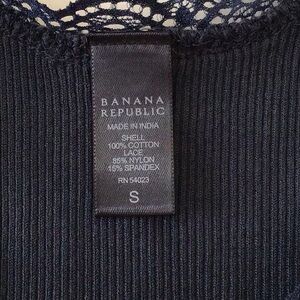 BANANA
REPUBLIC
MADE IN INDIA
SHELL
100% COTTON
LACE
85% NYLON
15% SPANDEX
RN 54023
S